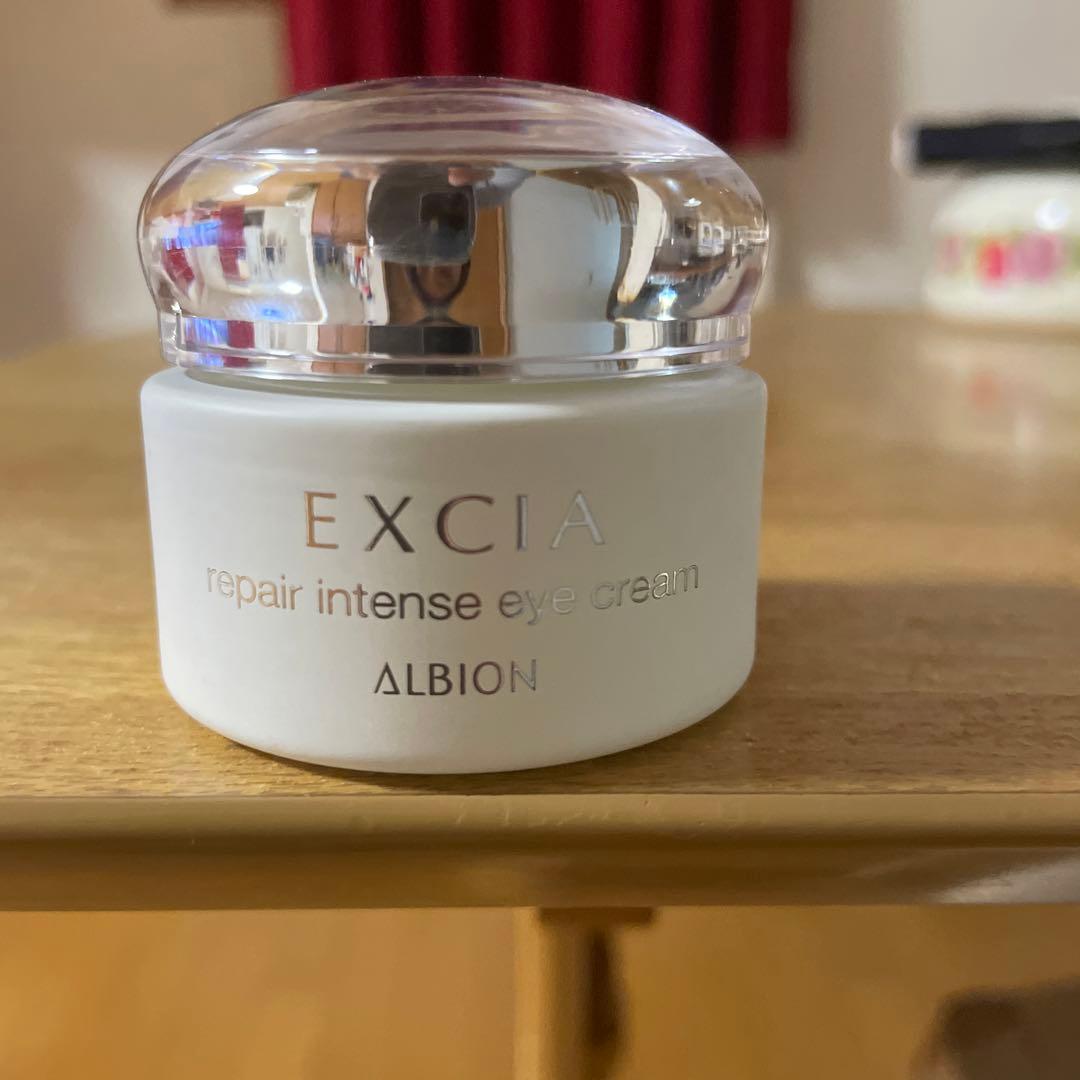 EXCIA
repair intense eye cream
ALBION